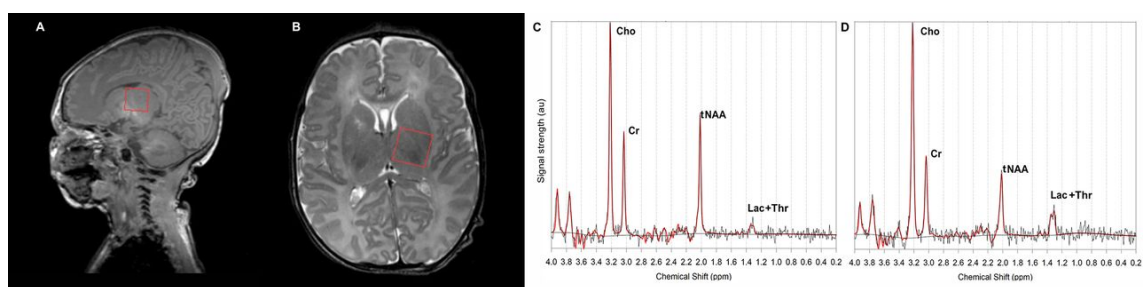 A
B
C
Cho
Cr
tNAA
Lac+Thr
Signal strength (au)
4.0 3.8 3.6 3.4 3.2 3.0 2.8 2.6 2.4 2.2 2.0 1.8 1.6 1.4 1.2 1.0 0.8 0.6 0.4 0.2
Chemical Shift (ppm)
D
Cho
Cr
tNAA
Lac+Thr
4.0 3.8 3.6 3.4 3.2 3.0 2.8 2.6 2.4 2.2 2.0 1.8 1.6 1.4 1.2 1.0 0.8 0.6 0.4 0.2
Chemical Shift (ppm)